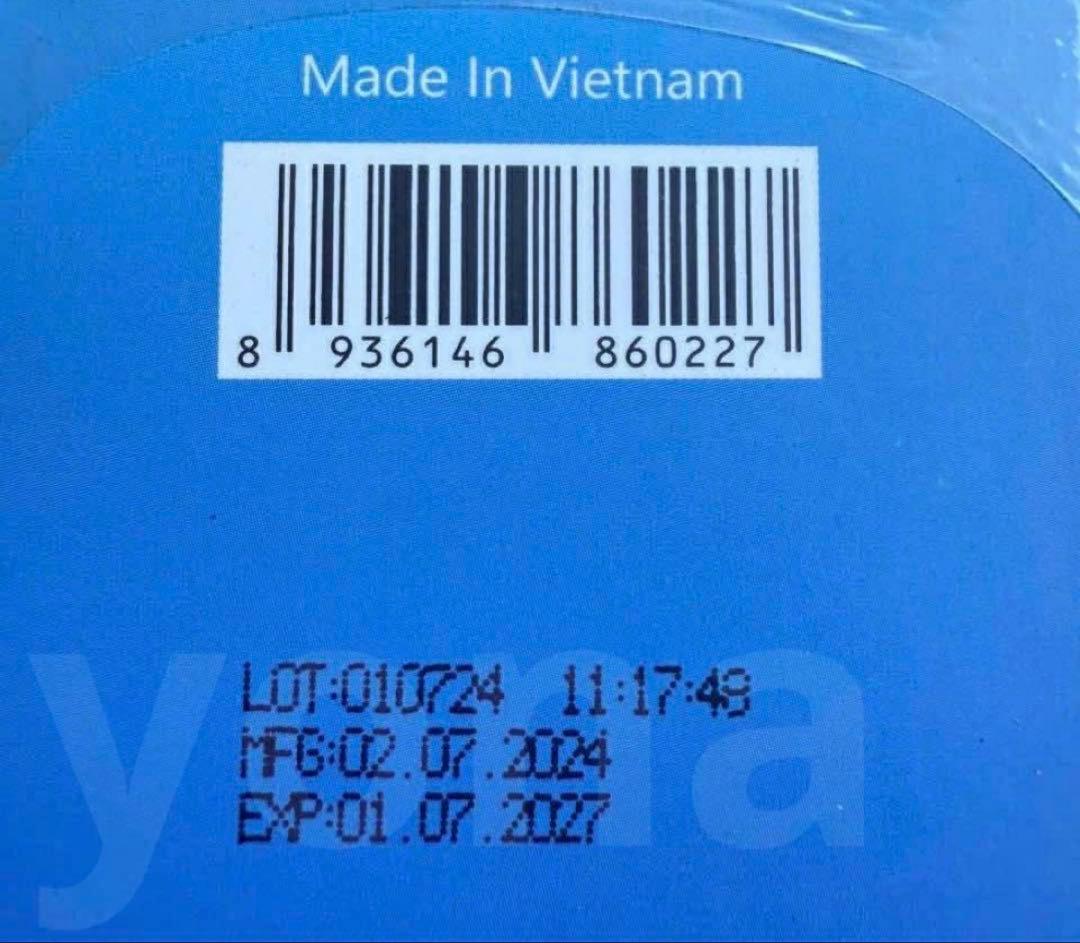 Made In Vietnam
8 936146 860227
yona
LOT:010724 11:17:49
MFG:02.07.2024
EXP:01.07.2027